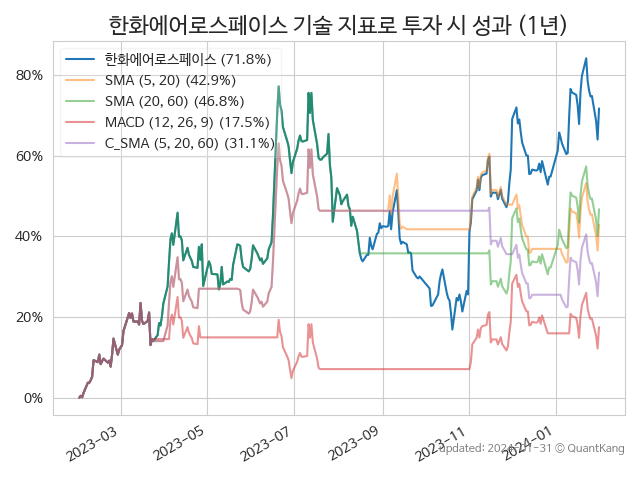 한화에어로스페이스 기술 지표로 투자 시 성과 (1년)
한화에어로스페이스 (71.8%)
SMA (5, 20) (42.9%)
SMA (20, 60) (46.8%)
MACD (12, 26, 9) (17.5%)
C_SMA (5, 20, 60) (31.1%)
80%
60%
40%
20%
0%
2023-03
2023-05
2023-07
2023-09
2023-11
2024-01
updated: 2024-01-31 © QuantKang